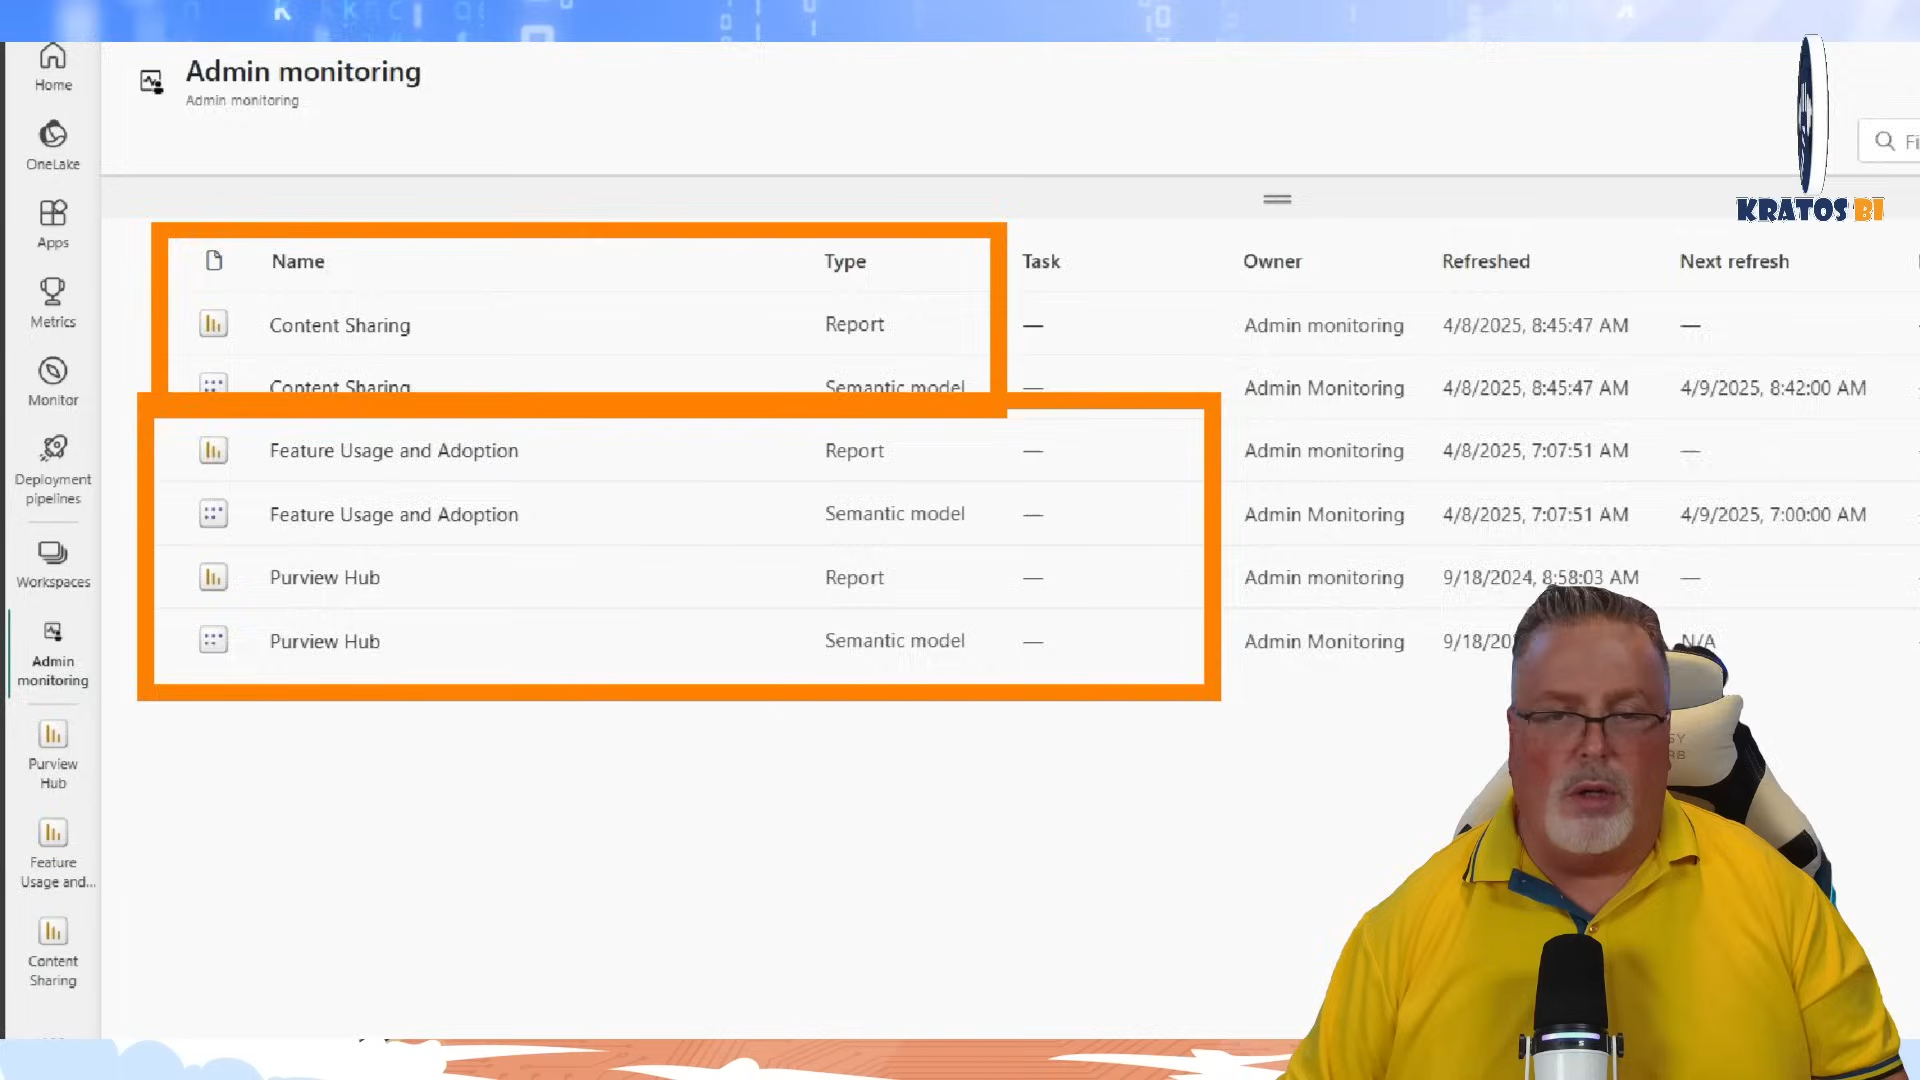 Home
OneLake
Apps
Metrics
Monitor
Deployment
pipelines
Workspaces
Admin
monitoring
Purview
Hub
Feature
Usage and...
Content
Sharing
Admin monitoring
Admin monitoring
KRATOS BI
Name Type Task Owner Refreshed Next refresh
Content Sharing Report — Admin monitoring 4/8/2025, 8:45:47 AM —
Content Sharing Semantic model — Admin Monitoring 4/8/2025, 8:45:47 AM 4/9/2025, 8:42:00 AM
Feature Usage and Adoption Report — Admin monitoring 4/8/2025, 7:07:51 AM —
Feature Usage and Adoption Semantic model — Admin Monitoring 4/8/2025, 7:07:51 AM 4/9/2025, 7:00:00 AM
Purview Hub Report — Admin monitoring 9/18/2024, 8:58:03 AM —
Purview Hub Semantic model — Admin Monitoring 9/18/20 N/A